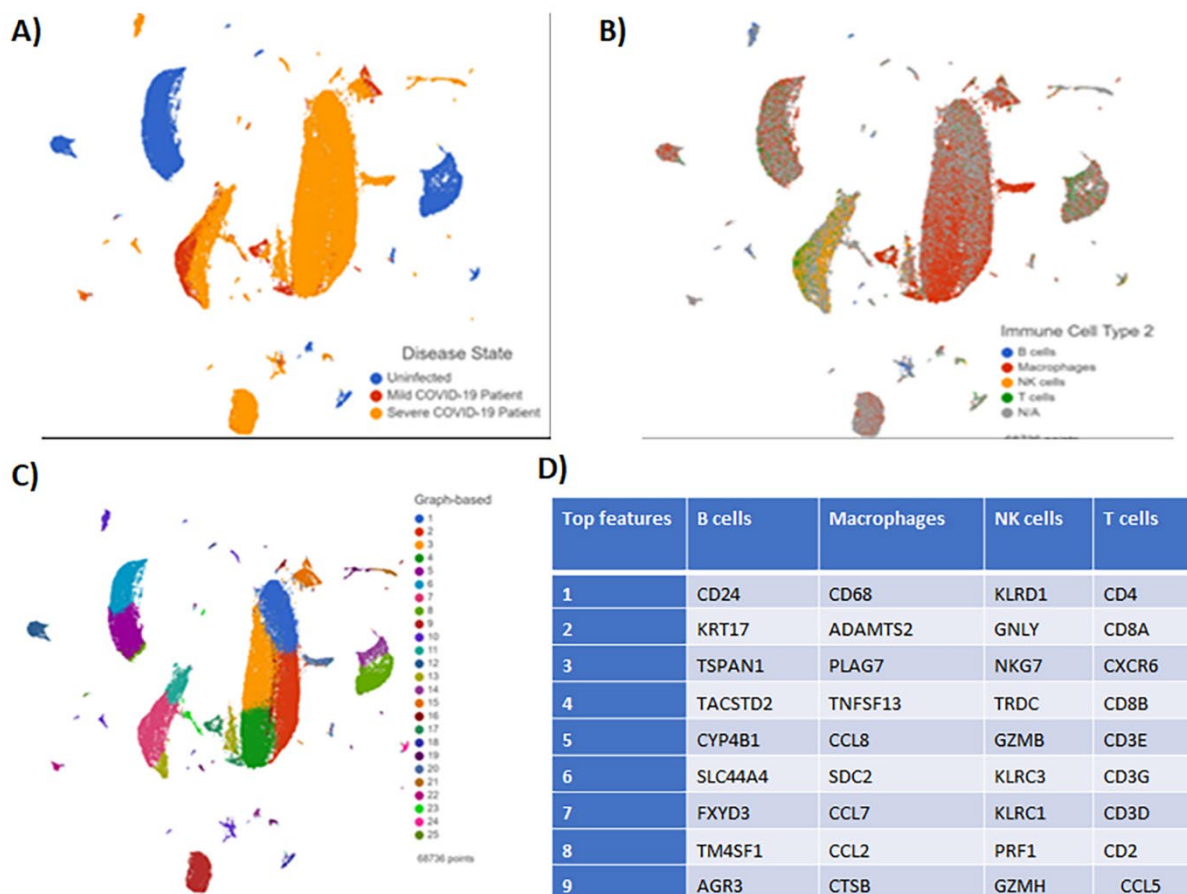 A)
Disease State
Uninfected
Mild COVID-19 Patient
Severe COVID-19 Patient
B)
Immune Cell Type 2
B cells
Macrophages
NK cells
T cells
N/A
68736 points
C)
Graph-based
1
2
3
4
5
6
7
8
9
10
11
12
13
14
15
16
17
18
19
20
21
22
23
24
25
68736 points
D)
Top features B cells Macrophages NK cells T cells
1 CD24 CD68 KLRD1 CD4
2 KRT17 ADAMTS2 GNLY CD8A
3 TSPAN1 PLAG7 NKG7 CXCR6
4 TACSTD2 TNFSF13 TRDC CD8B
5 CYP4B1 CCL8 GZMB CD3E
6 SLC44A4 SDC2 KLRC3 CD3G
7 FXYD3 CCL7 KLRC1 CD3D
8 TM4SF1 CCL2 PRF1 CD2
9 AGR3 CTSB GZMH CCL5